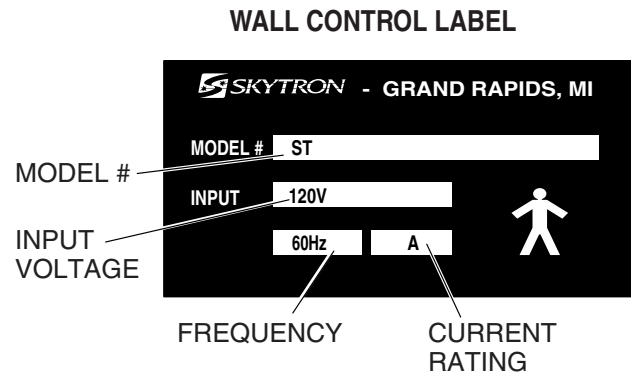 WALL CONTROL LABEL
SKYTRON - GRAND RAPIDS, MI
MODEL # ST
MODEL #
INPUT 120V
INPUT
VOLTAGE
60Hz A
FREQUENCY
CURRENT
RATING